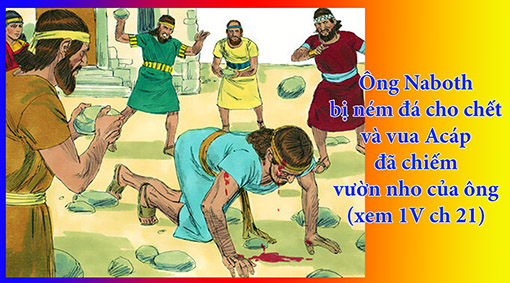 Ông Naboth
bị ném đá cho chết
và vua Acáp
đã chiếm
vườn nho của ông
(xem 1V ch 21)